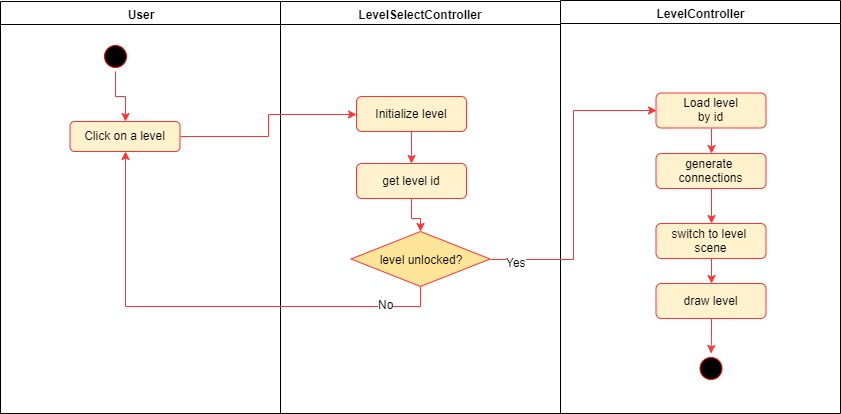 User
LevelSelectController
LevelController
Click on a level
Initialize level
get level id
level unlocked?
Yes
No
Load level
by id
generate
connections
switch to level
scene
draw level